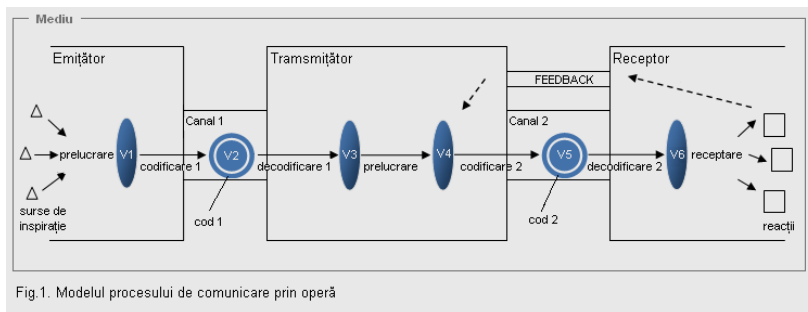 Mediu
Emițător
Transmițător
Receptor
FEEDBACK
Canal 1
Canal 2
prelucrare
V1
codificare 1
V2
decodificare 1
V3
prelucrare
V4
codificare 2
V5
decodificare 2
V6
receptare
surse de
inspirație
cod 1
cod 2
reacții
Fig.1. Modelul procesului de comunicare prin operă